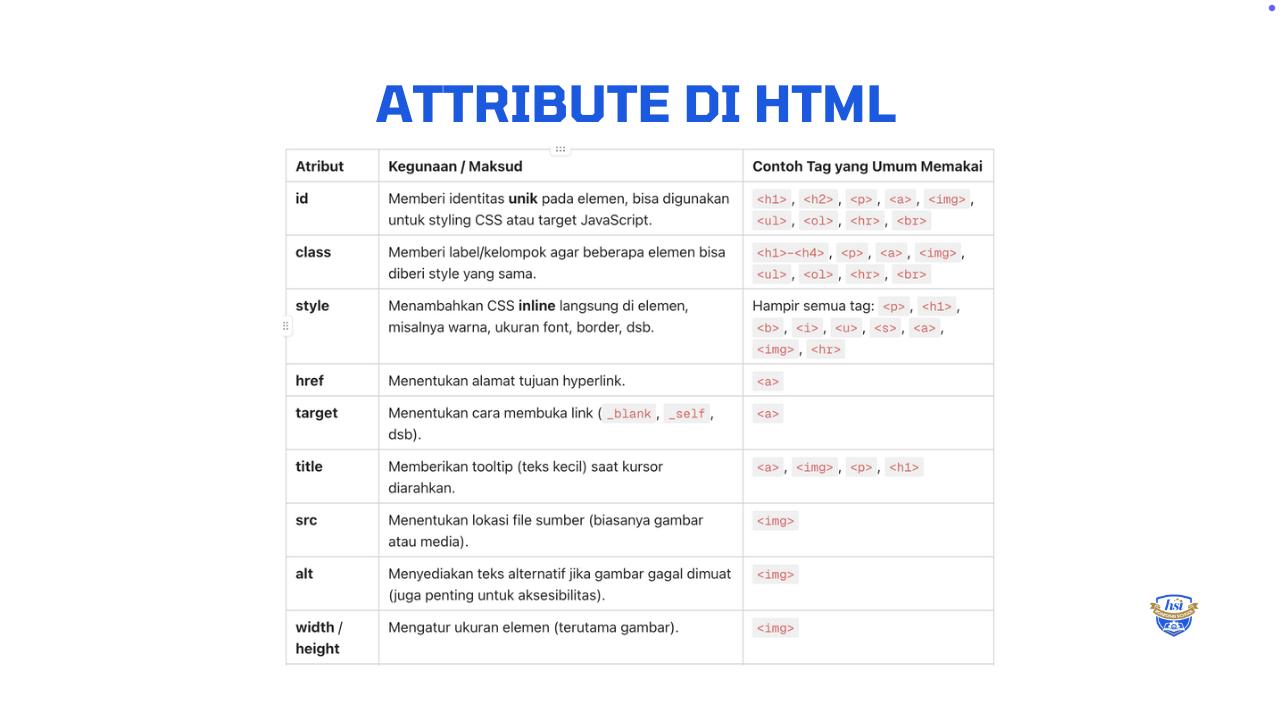 ATTRIBUTE DI HTML
Atribut Kegunaan / Maksud Contoh Tag yang Umum Memakai
id Memberi identitas unik pada elemen, bisa digunakan <h1>, <h2>, <p>, <a>, <img>,
untuk styling CSS atau target JavaScript. <ul>, <ol>, <hr>, <br>
class Memberi label/kelompok agar beberapa elemen bisa <h1>–<h4>, <p>, <a>, <img>,
diberi style yang sama. <ul>, <ol>, <hr>, <br>
style Menambahkan CSS inline langsung di elemen, Hampir semua tag: <p>, <h1>,
misalnya warna, ukuran font, border, dsb. <b>, <i>, <u>, <s>, <a>,
<img>, <hr>
href Menentukan alamat tujuan hyperlink. <a>
target Menentukan cara membuka link (_blank, _self, <a>
dsb).
title Memberikan tooltip (teks kecil) saat kursor <a>, <img>, <p>, <h1>
diarahkan.
src Menentukan lokasi file sumber (biasanya gambar <img>
atau media).
alt Menyediakan teks alternatif jika gambar gagal dimuat <img>
(juga penting untuk aksesibilitas).
width / Mengatur ukuran elemen (terutama gambar). <img>
height
hsi